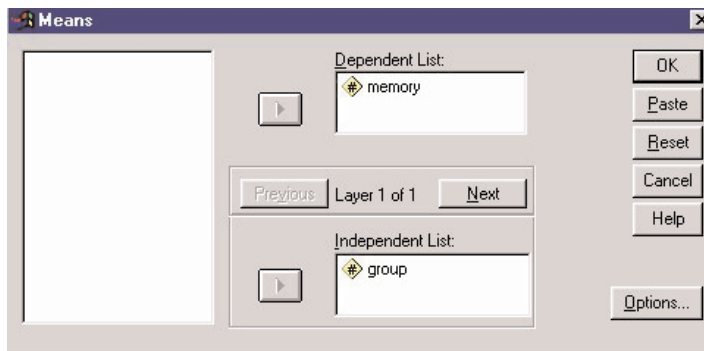 Means
Dependent List:
memory
OK
Paste
Reset
Previous
Layer 1 of 1
Next
Cancel
Help
Independent List:
group
Options...